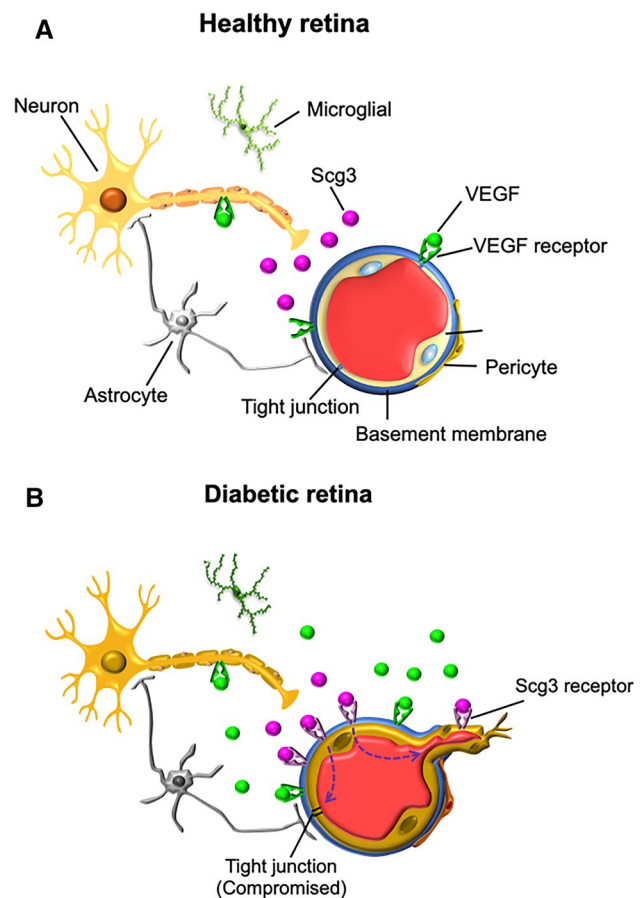 A
Healthy retina
Neuron
Microglial
Scg3
VEGF
VEGF receptor
Pericyte
Astrocyte
Tight junction
Basement membrane
B
Diabetic retina
Scg3 receptor
Tight junction
(Compromised)